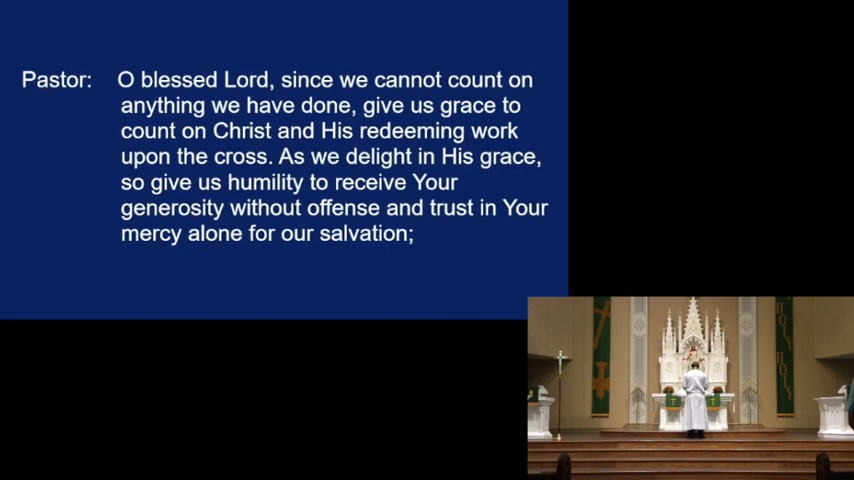 Pastor: O blessed Lord, since we cannot count on
anything we have done, give us grace to
count on Christ and His redeeming work
upon the cross. As we delight in His grace,
so give us humility to receive Your
generosity without offense and trust in Your
mercy alone for our salvation;
HOLY
HOLY